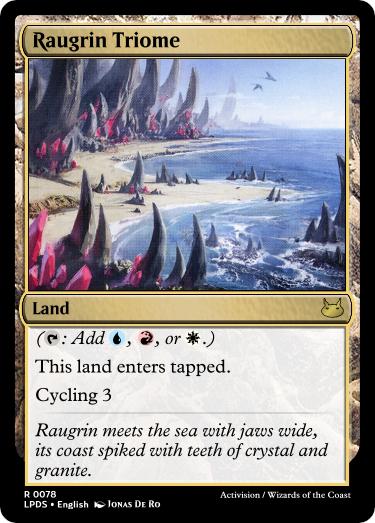 Raugrin Triome
Land
(: Add , , or .)
This land enters tapped.
Cycling 3
Raugrin meets the sea with jaws wide,
its coast spiked with teeth of crystal and
granite.
R 0078
LPDS • English Jonas De Ro
Activision / Wizards of the Coast